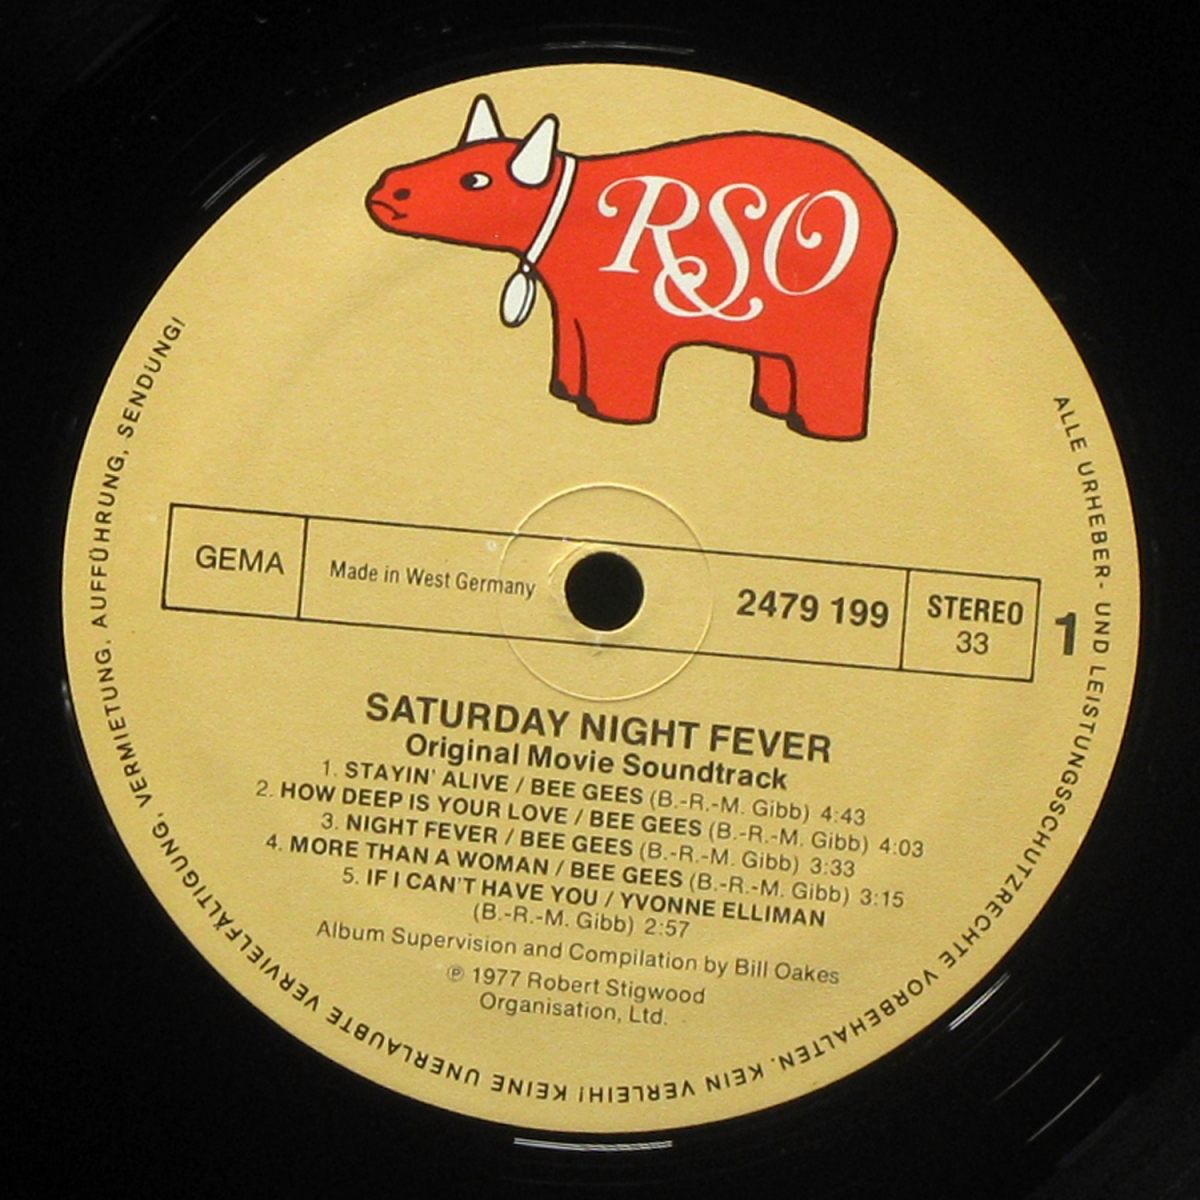 RSO
GEMA
Made in West Germany
2479 199
STEREO
33
1
SATURDAY NIGHT FEVER
Original Movie Soundtrack
1. STAYIN' ALIVE / BEE GEES (B.-R.-M. Gibb) 4:43
2. HOW DEEP IS YOUR LOVE / BEE GEES (B.-R.-M. Gibb) 4:03
3. NIGHT FEVER / BEE GEES (B.-R.-M. Gibb) 3:33
4. MORE THAN A WOMAN / BEE GEES (B.-R.-M. Gibb) 3:15
5. IF I CAN'T HAVE YOU / YVONNE ELLIMAN
(B.-R.-M. Gibb) 2:57
Album Supervision and Compilation by Bill Oakes
℗ 1977 Robert Stigwood
Organisation, Ltd.
ALLE URHEBER- UND LEISTUNGSSCHUTZRECHTE VORBEHALTEN. KEIN VERLEIH! KEINE UNERLAUBTE VERVIELFÄLTIGUNG, VERMIETUNG, AUFFÜHRUNG, SENDUNG!